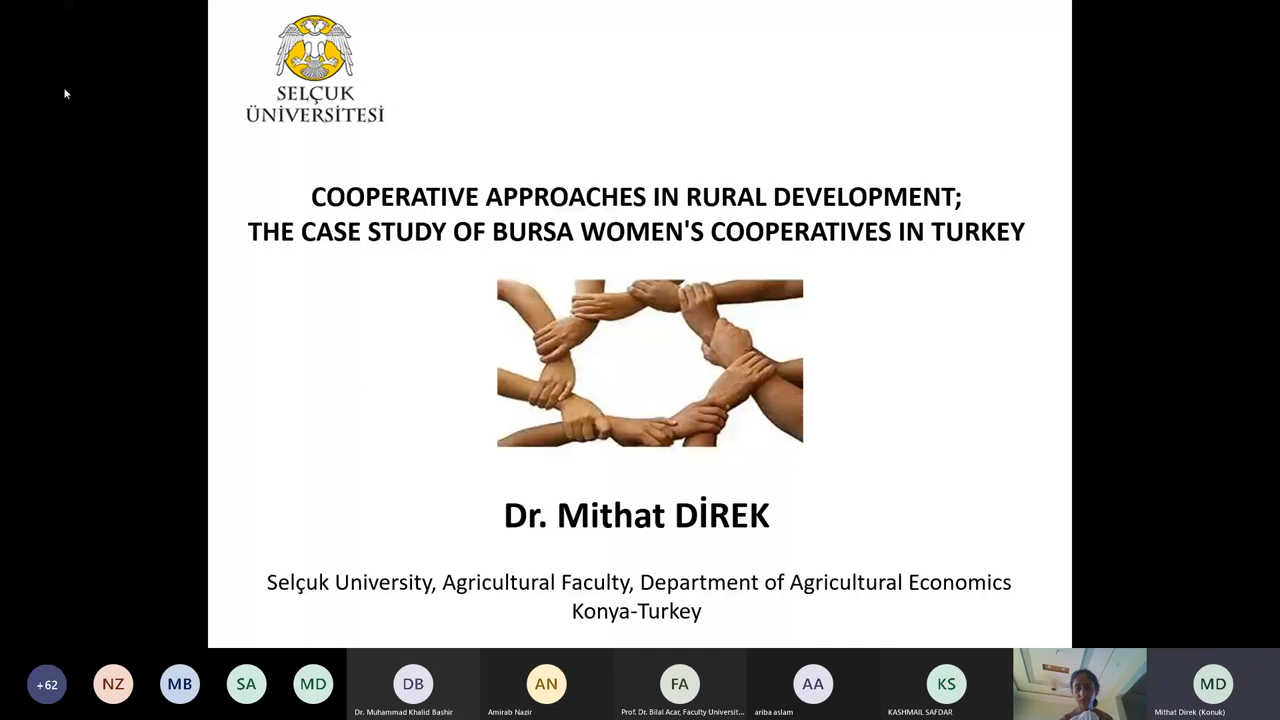 SELÇUK
ÜNİVERSİTESİ
COOPERATIVE APPROACHES IN RURAL DEVELOPMENT;
THE CASE STUDY OF BURSA WOMEN'S COOPERATIVES IN TURKEY
Dr. Mithat DİREK
Selçuk University, Agricultural Faculty, Department of Agricultural Economics
Konya-Turkey
+62
NZ
MB
SA
MD
DB
AN
FA
AA
KS
MD
Dr. Muhammad Khalid Bashir
Amirab Nazir
Prof. Dr. Bilal Acar, Faculty Universit...
ariba aslam
KASHMAIL SAFDAR
Mithat Direk (Konuk)